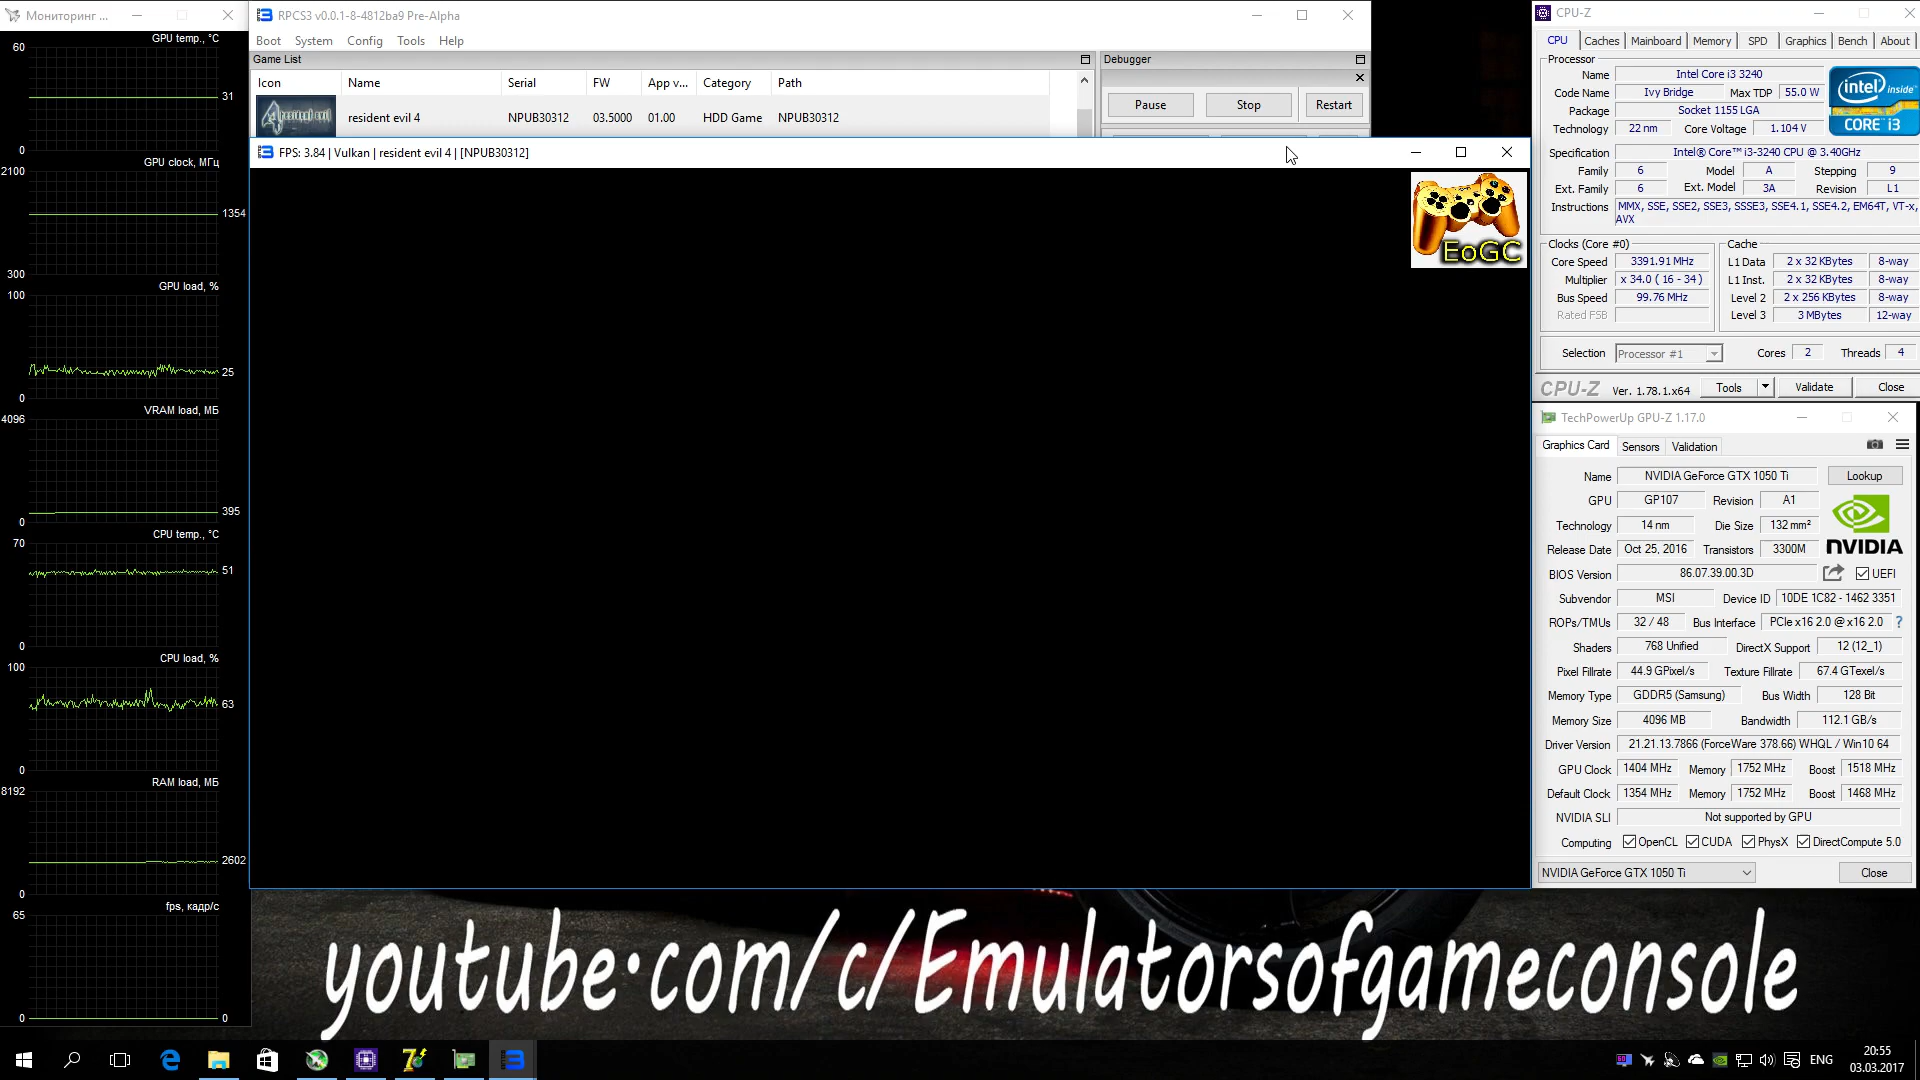 Мониторинг ...
GPU temp., °C
60
31
0
GPU clock, МГц
2100
1354
300
GPU load, %
100
25
0
VRAM load, МБ
4096
395
0
CPU temp., °C
70
51
0
CPU load, %
100
63
0
RAM load, МБ
8192
2602
0
fps, кадр/с
65
0 0
RPCS3 v0.0.1-8-4812ba9 Pre-Alpha
Boot System Config Tools Help
Game List
Icon Name Serial FW App v... Category Path
resident evil 4 NPUB30312 03.5000 01.00 HDD Game NPUB30312
Debugger
Pause Stop Restart
FPS: 3.84 | Vulkan | resident evil 4 | [NPUB30312]
EoGC
CPU-Z
CPU Caches Mainboard Memory SPD Graphics Bench About
Processor
Name Intel Core i3 3240
Code Name Ivy Bridge Max TDP 55.0 W
Package Socket 1155 LGA
Technology 22 nm Core Voltage 1.104 V
intel inside™
CORE i3
Specification Intel® Core™ i3-3240 CPU @ 3.40GHz
Family 6 Model A Stepping 9
Ext. Family 6 Ext. Model 3A Revision L1
Instructions MMX, SSE, SSE2, SSE3, SSSE3, SSE4.1, SSE4.2, EM64T, VT-x,
AVX
Clocks (Core #0)
Core Speed 3391.91 MHz
Multiplier x 34.0 ( 16 - 34 )
Bus Speed 99.76 MHz
Rated FSB
Cache
L1 Data 2 x 32 KBytes 8-way
L1 Inst. 2 x 32 KBytes 8-way
Level 2 2 x 256 KBytes 8-way
Level 3 3 MBytes 12-way
Selection Processor #1 Cores 2 Threads 4
CPU-Z Ver. 1.78.1.x64 Tools Validate Close
TechPowerUp GPU-Z 1.17.0
Graphics Card Sensors Validation
Name NVIDIA GeForce GTX 1050 Ti Lookup
GPU GP107 Revision A1
Technology 14 nm Die Size 132 mm²
Release Date Oct 25, 2016 Transistors 3300M
NVIDIA
BIOS Version 86.07.39.00.3D UEFI
Subvendor MSI Device ID 10DE 1C82 - 1462 3351
ROPs/TMUs 32 / 48 Bus Interface PCIe x16 2.0 @ x16 2.0 ?
Shaders 768 Unified DirectX Support 12 (12_1)
Pixel Fillrate 44.9 GPixel/s Texture Fillrate 67.4 GTexel/s
Memory Type GDDR5 (Samsung) Bus Width 128 Bit
Memory Size 4096 MB Bandwidth 112.1 GB/s
Driver Version 21.21.13.7866 (ForceWare 378.66) WHQL / Win10 64
GPU Clock 1404 MHz Memory 1752 MHz Boost 1518 MHz
Default Clock 1354 MHz Memory 1752 MHz Boost 1468 MHz
NVIDIA SLI Not supported by GPU
Computing OpenCL CUDA PhysX DirectCompute 5.0
NVIDIA GeForce GTX 1050 Ti Close
youtube.com/c/Emulatorsofgameconsole
ENG
20:55
03.03.2017